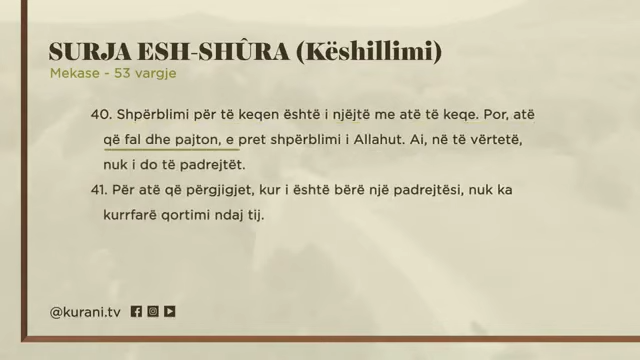 SURJA ESH-SHÛRA (Këshillimi)
Mekase - 53 vargje
40. Shpërblimi për të keqen është i njëjtë me atë të keqe. Por, atë
që fal dhe pajton, e pret shpërblimi i Allahut. Ai, në të vërtetë,
nuk i do të padrejtët.
41. Për atë që përgjigjet, kur i është bërë një padrejtësi, nuk ka
kurrfarë qortimi ndaj tij.
@kurani.tv